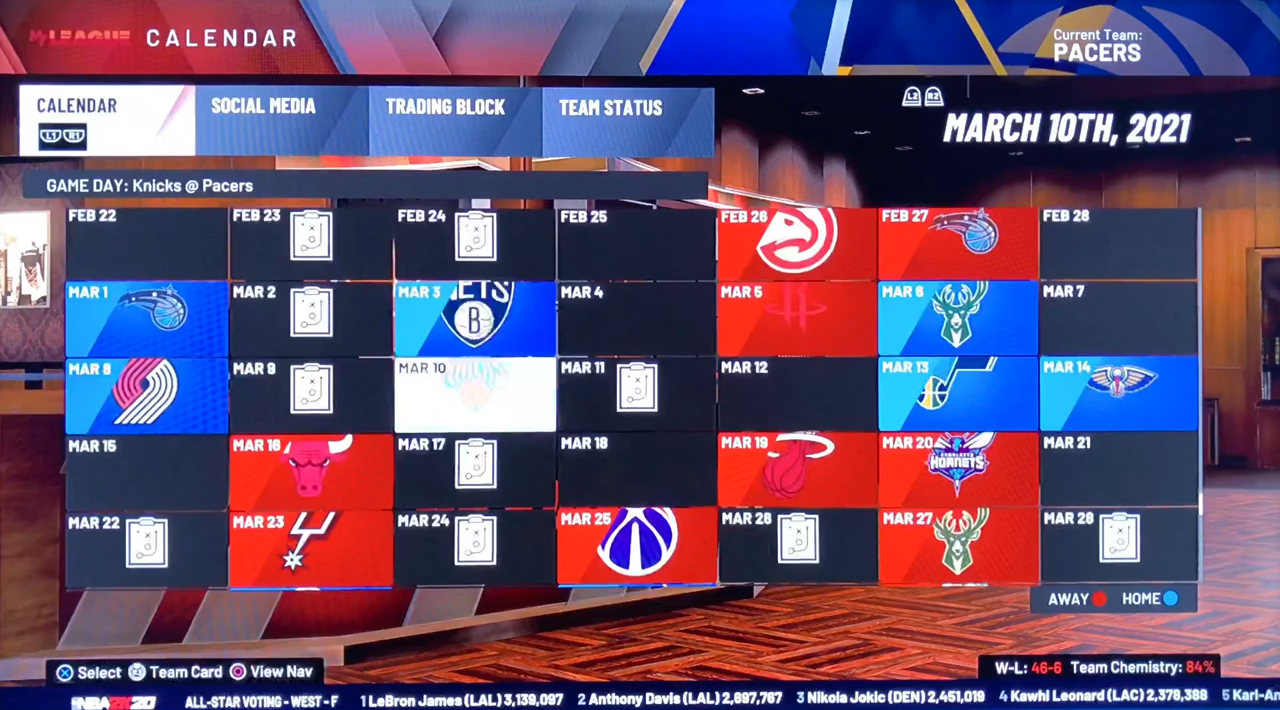 MyLEAGUE CALENDAR
Current Team:
PACERS
CALENDAR
L1 R1
SOCIAL MEDIA
TRADING BLOCK
TEAM STATUS
L2 R2
MARCH 10TH, 2021
GAME DAY: Knicks @ Pacers
FEB 22 FEB 23 FEB 24 FEB 25 FEB 26 FEB 27 FEB 28
MAR 1 MAR 2 MAR 3 MAR 4 MAR 5 MAR 6 MAR 7
ETS
B
MAR 8 MAR 9 MAR 10 MAR 11 MAR 12 MAR 13 MAR 14
MAR 15 MAR 16 MAR 17 MAR 18 MAR 19 MAR 20 MAR 21
HORNETS
MAR 22 MAR 23 MAR 24 MAR 25 MAR 26 MAR 27 MAR 28
AWAY HOME
Select Team Card View Nav
W-L: 46-6 Team Chemistry: 84%
NBA2K20 ALL-STAR VOTING - WEST - F 1 LeBron James (LAL) 3,139,097 2 Anthony Davis (LAL) 2,697,767 3 Nikola Jokic (DEN) 2,451,019 4 Kawhi Leonard (LAC) 2,378,388 5 Karl-An